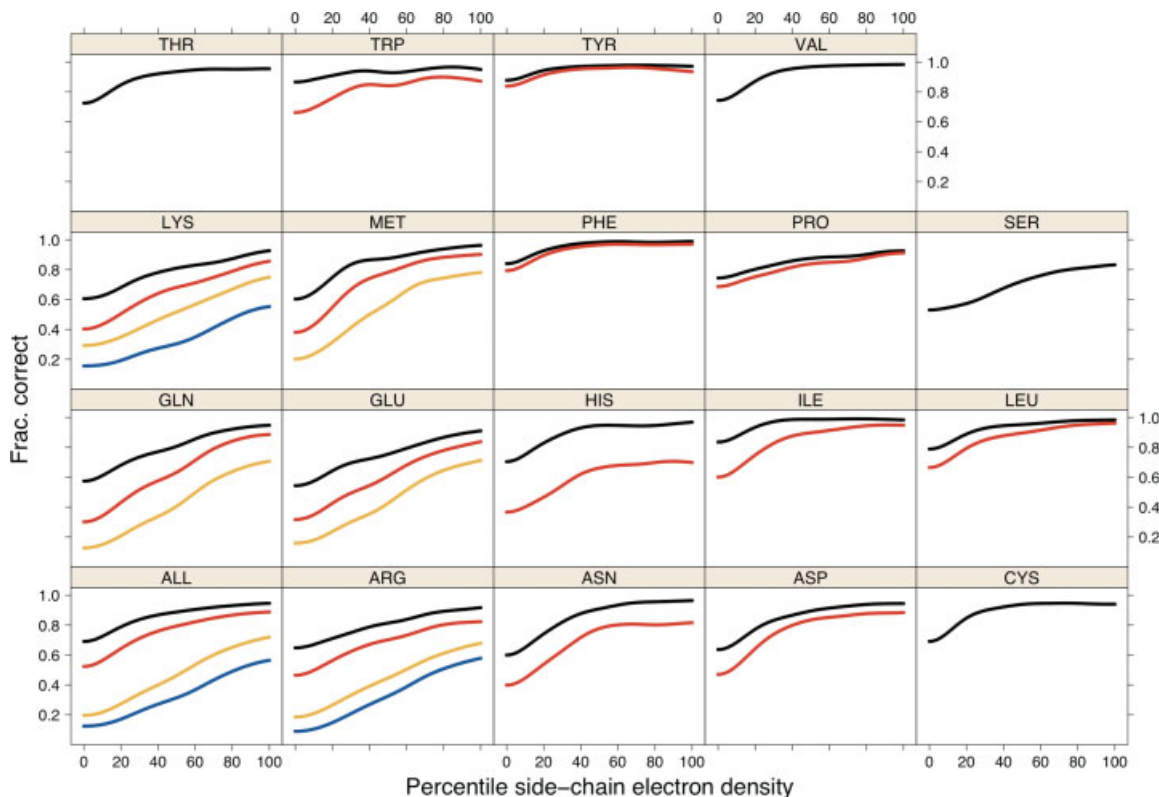 0 20 40 60 80 100 0 20 40 60 80 100
THR TRP TYR VAL
1.0
0.8
0.6
0.4
0.2
LYS MET PHE PRO SER
1.0
0.8
0.6
0.4
0.2
GLN GLU HIS ILE LEU
1.0
0.8
0.6
0.4
0.2
ALL ARG ASN ASP CYS
1.0
0.8
0.6
0.4
0.2
0 20 40 60 80 100 0 20 40 60 80 100 0 20 40 60 80 100
Frac. correct
Percentile side-chain electron density